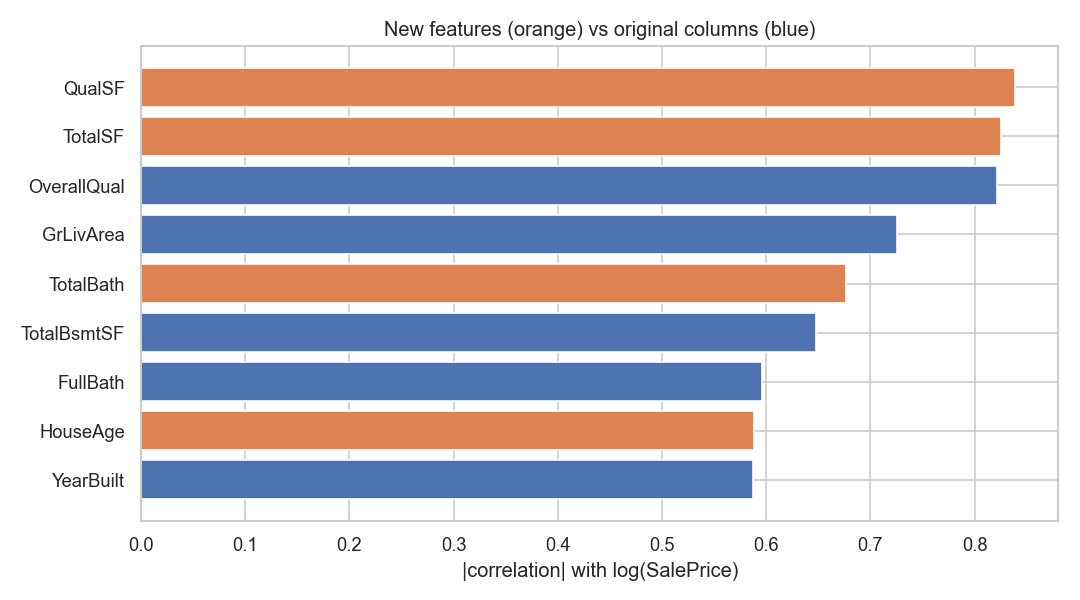 New features (orange) vs original columns (blue)
QualSF
TotalSF
OverallQual
GrLivArea
TotalBath
TotalBsmtSF
FullBath
HouseAge
YearBuilt
0.0 0.1 0.2 0.3 0.4 0.5 0.6 0.7 0.8
|correlation| with log(SalePrice)